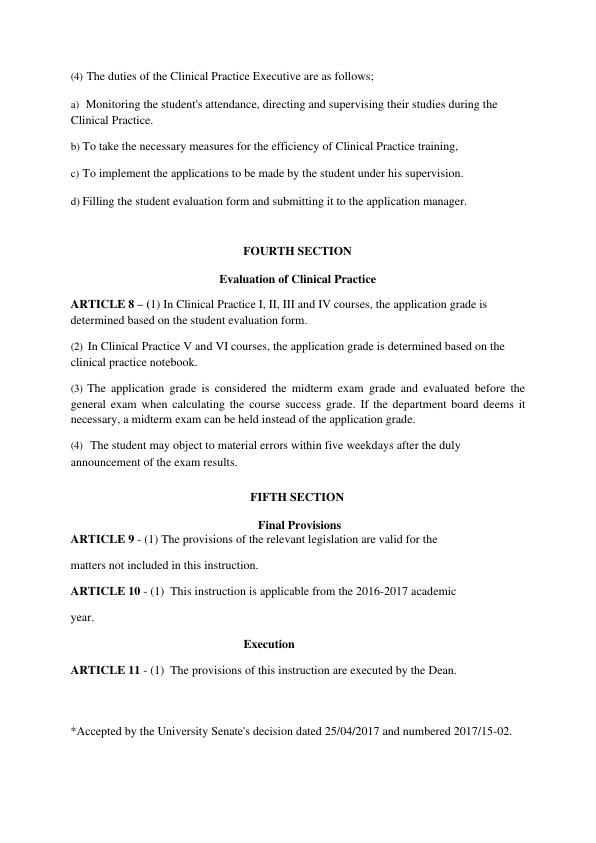 (4) The duties of the Clinical Practice Executive are as follows;
a) Monitoring the student's attendance, directing and supervising their studies during the
Clinical Practice.
b) To take the necessary measures for the efficiency of Clinical Practice training,
c) To implement the applications to be made by the student under his supervision.
d) Filling the student evaluation form and submitting it to the application manager.
FOURTH SECTION
Evaluation of Clinical Practice
ARTICLE 8 – (1) In Clinical Practice I, II, III and IV courses, the application grade is
determined based on the student evaluation form.
(2) In Clinical Practice V and VI courses, the application grade is determined based on the
clinical practice notebook.
(3) The application grade is considered the midterm exam grade and evaluated before the
general exam when calculating the course success grade. If the department board deems it
necessary, a midterm exam can be held instead of the application grade.
(4) The student may object to material errors within five weekdays after the duly
announcement of the exam results.
FIFTH SECTION
Final Provisions
ARTICLE 9 - (1) The provisions of the relevant legislation are valid for the
matters not included in this instruction.
ARTICLE 10 - (1) This instruction is applicable from the 2016-2017 academic
year.
Execution
ARTICLE 11 - (1) The provisions of this instruction are executed by the Dean.
*Accepted by the University Senate's decision dated 25/04/2017 and numbered 2017/15-02.